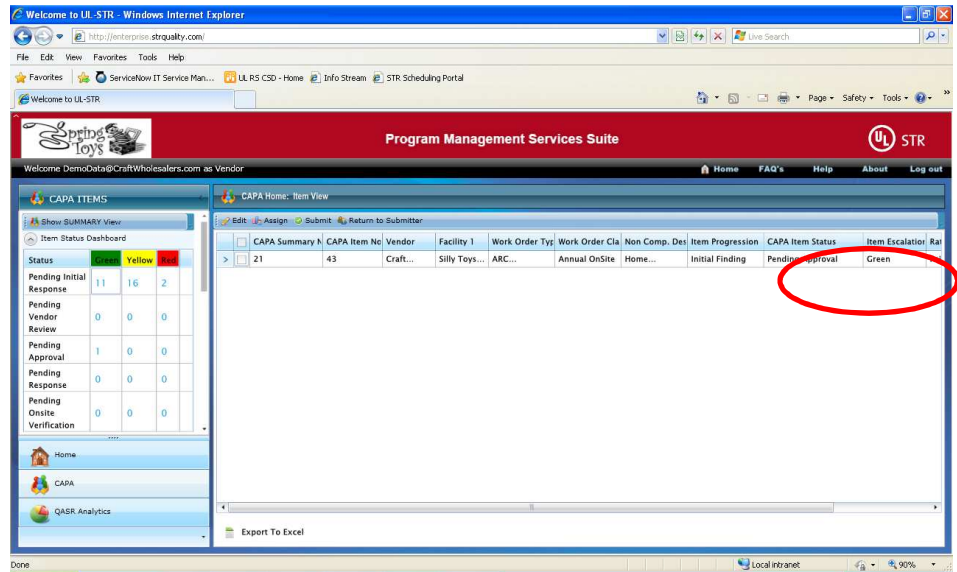 Welcome to UL-STR - Windows Internet Explorer
http://enterprise.strquality.com/
Live Search
File Edit View Favorites Tools Help
Favorites ServiceNow IT Service Man... UL RS CSD - Home Info Stream STR Scheduling Portal
Welcome to UL-STR
Page Safety Tools
Spring Toys
Program Management Services Suite
UL STR
Welcome DemoData@CraftWholesalers.com as Vendor
Home FAQ's Help About Log out
CAPA ITEMS
Show SUMMARY View
Item Status Dashboard
Status Green Yellow Red
Pending Initial Response 11 16 2
Pending Vendor Review 0 0 0
Pending Approval 1 0 0
Pending Response 0 0 0
Pending Onsite Verification 0 0 0
Home
CAPA
QASR Analytics
CAPA Home: Item View
Edit Assign Submit Return to Submitter
CAPA Summary N CAPA Item No Vendor Facility 1 Work Order Typ Work Order Cla Non Comp. Des Item Progression CAPA Item Status Item Escalation Rat
> 21 43 Craft... Silly Toys... ARC... Annual OnSite Home... Initial Finding Pending Approval Green
Export To Excel
Done
Local intranet
90%